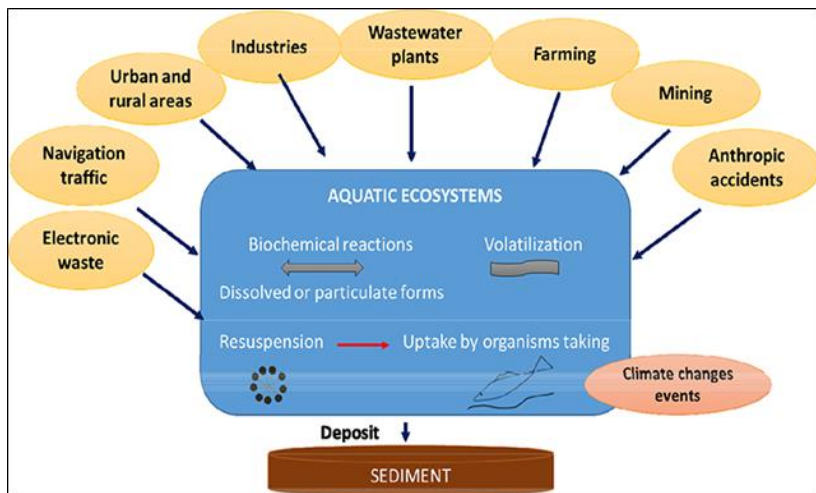 Industries
Wastewater
plants
Farming
Urban and
rural areas
Mining
Navigation
traffic
Anthropic
accidents
Electronic
waste
AQUATIC ECOSYSTEMS
Biochemical reactions
Volatilization
Dissolved or particulate forms
Resuspension
Uptake by organisms taking
Climate changes
events
Deposit
SEDIMENT